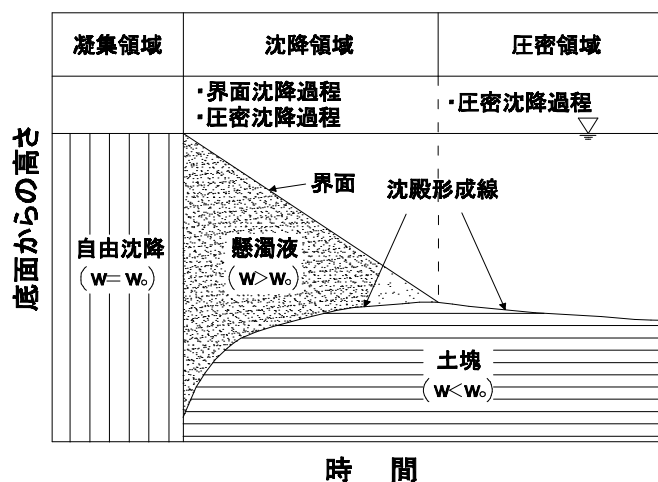 凝集領域
沈降領域
圧密領域
・界面沈降過程
・圧密沈降過程
・圧密沈降過程
底面からの高さ
界面
沈殿形成線
自由沈降
(w=w₀)
懸濁液
(w>w₀)
土塊
(w<w₀)
時間